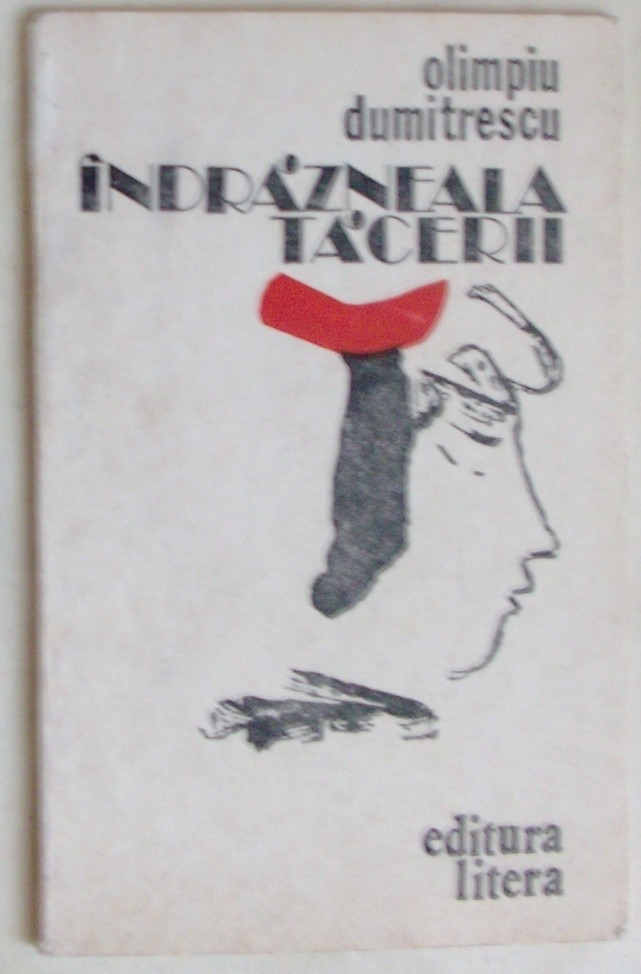 olimpiu
dumitrescu
ÎNDRĂZNEALA
TĂCERII
editura
litera